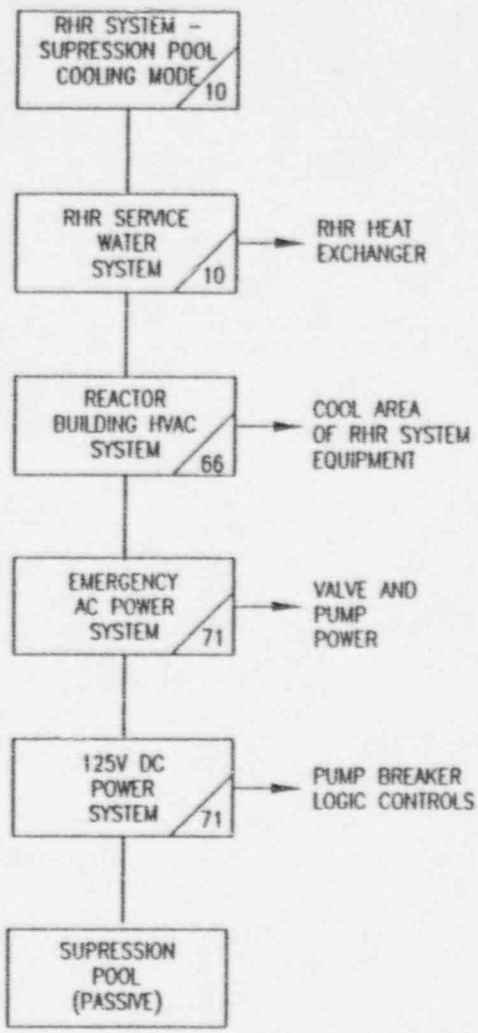 RHR SYSTEM -
SUPRESSION POOL
COOLING MODE
10
RHR SERVICE
WATER
SYSTEM
10
RHR HEAT
EXCHANGER
REACTOR
BUILDING HVAC
SYSTEM
66
COOL AREA
OF RHR SYSTEM
EQUIPMENT
EMERGENCY
AC POWER
SYSTEM
71
VALVE AND
PUMP
POWER
125V DC
POWER
SYSTEM
71
PUMP BREAKER
LOGIC CONTROLS
SUPRESSION
POOL
(PASSIVE)